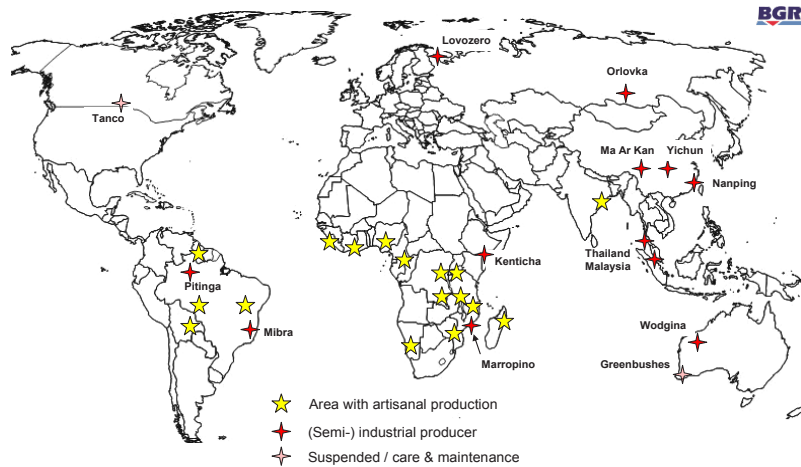 BGR
Lovozero
Orlovka
Tanco
Ma Ar Kan
Yichun
Nanping
I
Thailand
Malaysia
Kenticha
Pitinga
Mibra
Marropino
Wodgina
Greenbushes
Area with artisanal production
(Semi-) industrial producer
Suspended / care & maintenance